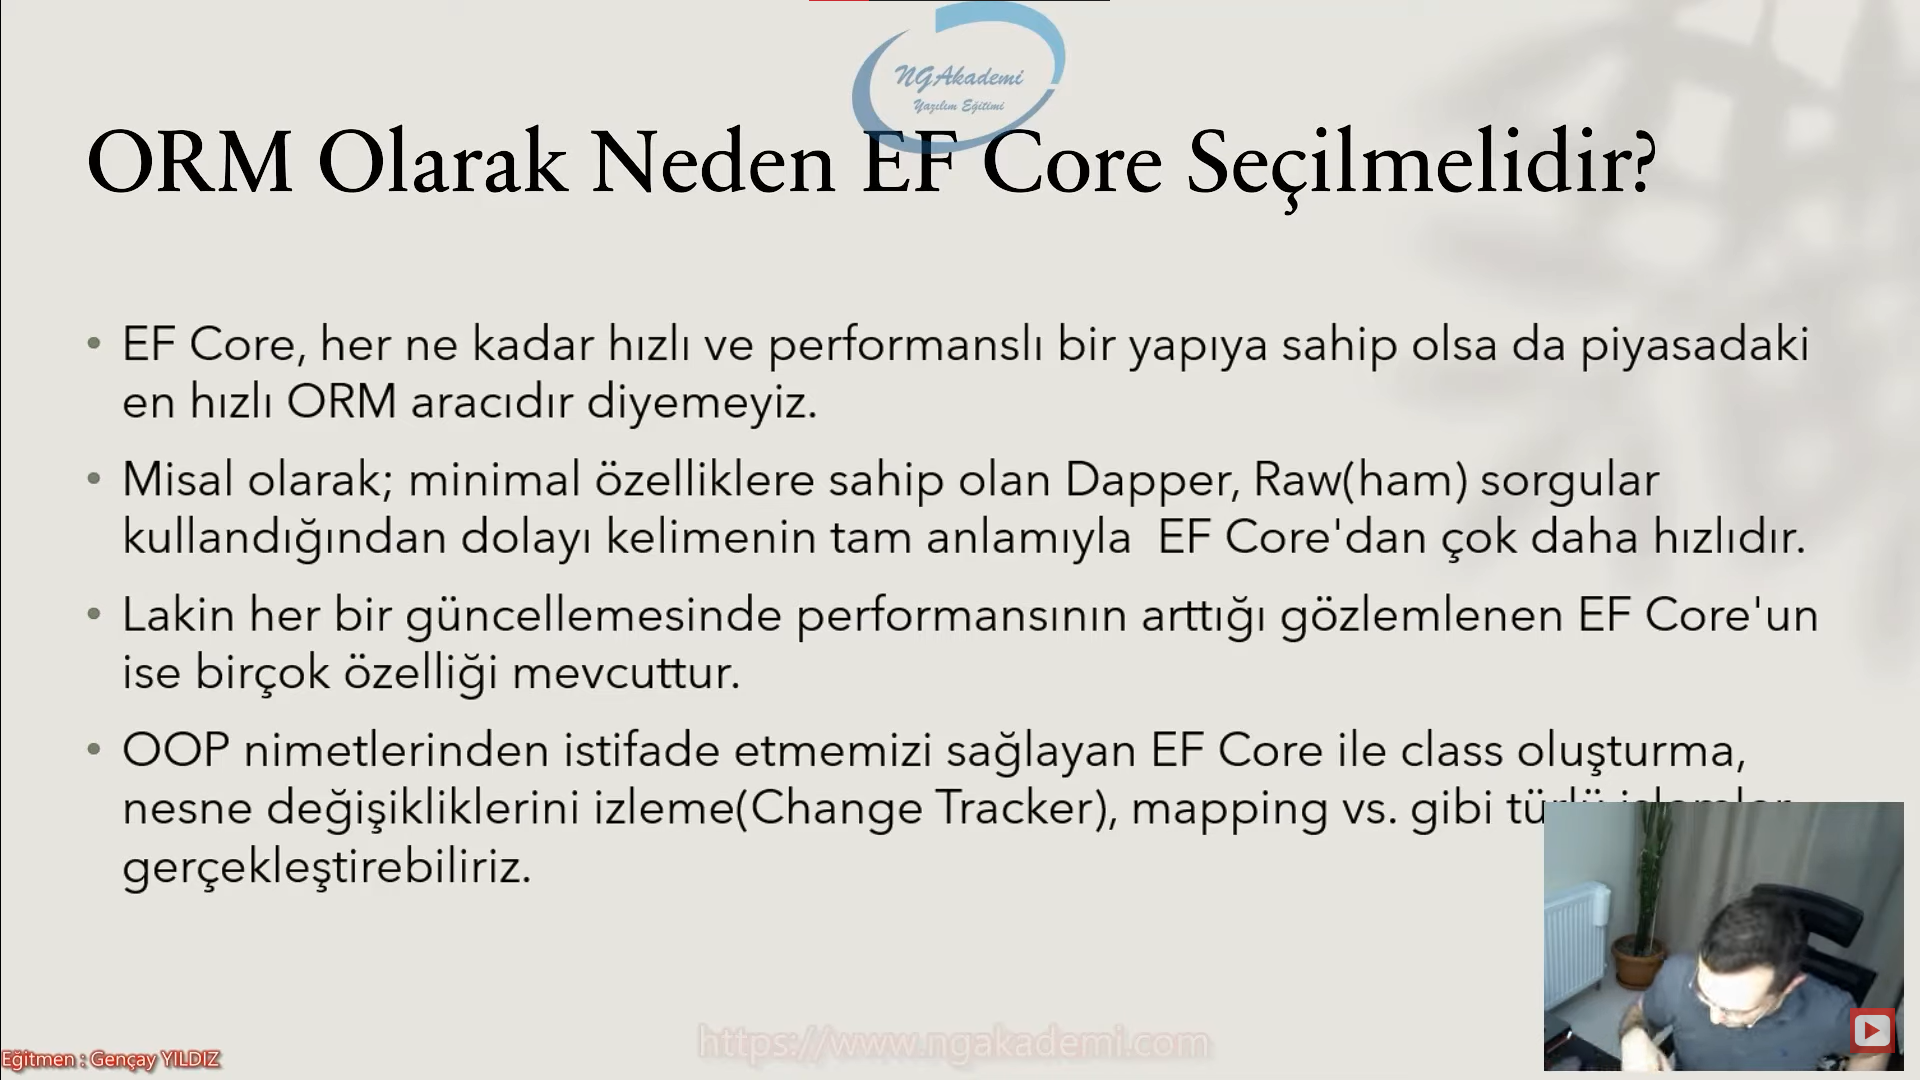 NGAkademi
Yazılım Eğitimi
ORM Olarak Neden EF Core Seçilmelidir?
• EF Core, her ne kadar hızlı ve performanslı bir yapıya sahip olsa da piyasadaki
en hızlı ORM aracıdır diyemeyiz.
• Misal olarak; minimal özelliklere sahip olan Dapper, Raw(ham) sorgular
kullandığından dolayı kelimenin tam anlamıyla  EF Core'dan çok daha hızlıdır.
• Lakin her bir güncellemesinde performansının arttığı gözlemlenen EF Core'un
ise birçok özelliği mevcuttur.
• OOP nimetlerinden istifade etmemizi sağlayan EF Core ile class oluşturma,
nesne değişikliklerini izleme(Change Tracker), mapping vs. gibi
gerçekleştirebiliriz.
https://www.ngakademi.com
Eğitmen : Gençay YILDIZ